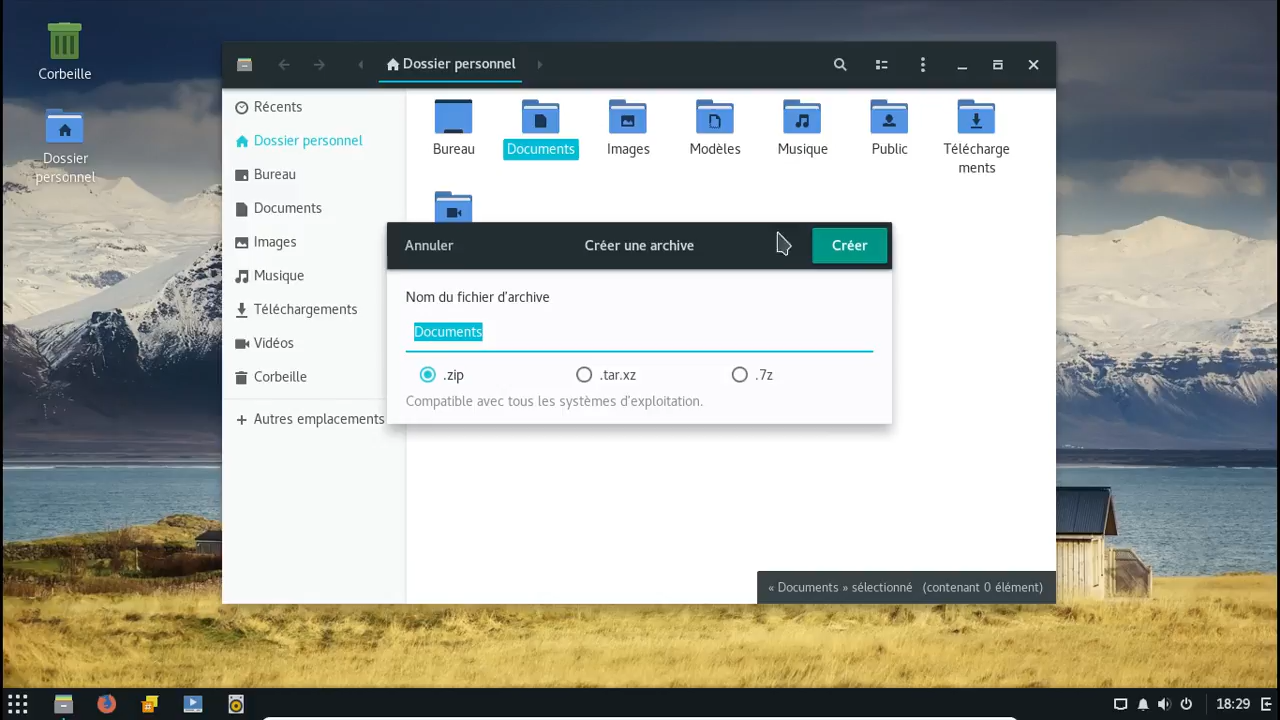 Corbeille
Dossier
personnel
Dossier personnel
Récents
Dossier personnel
Bureau
Documents
Images
Musique
Téléchargements
Vidéos
Corbeille
Autres emplacements
Bureau
Documents
Images
Modèles
Musique
Public
Télécharge
ments
Annuler
Créer une archive
Créer
Nom du fichier d'archive
Documents
.zip
.tar.xz
.7z
Compatible avec tous les systèmes d'exploitation.
« Documents » sélectionné (contenant 0 élément)
18:29